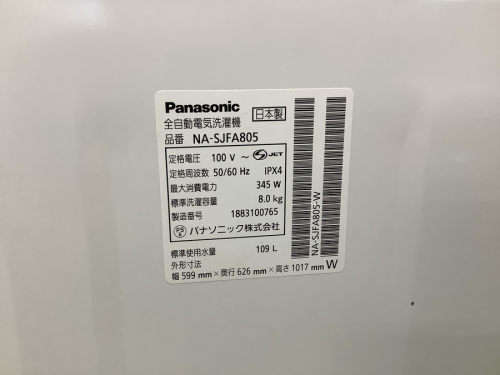 Panasonic 日本製
全自動電気洗濯機
品番 NA-SJFA805
定格電圧 100 V ～ S JET
定格周波数 50/60 Hz IPX4
最大消費電力 345 W
標準洗濯容量 8.0 kg
製造番号 1883100765
PS E パナソニック株式会社
標準使用水量 109 L
外形寸法
幅 599 mm×奥行 626 mm×高さ 1017 mm W
NA-SJFA805-W